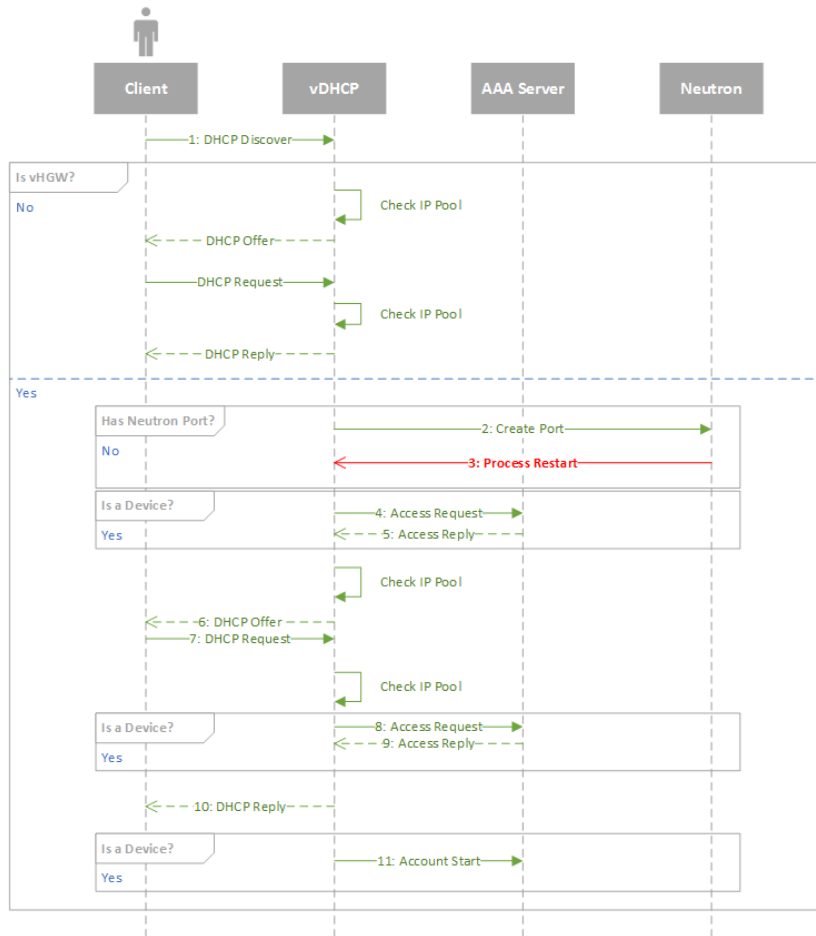 Client
vDHCP
AAA Server
Neutron
1: DHCP Discover
Is vHGW?
No
Check IP Pool
DHCP Offer
DHCP Request
Check IP Pool
DHCP Reply
Yes
Has Neutron Port?
2: Create Port
No
3: Process Restart
Is a Device?
4: Access Request
Yes
5: Access Reply
Check IP Pool
6: DHCP Offer
7: DHCP Request
Check IP Pool
Is a Device?
8: Access Request
9: Access Reply
Yes
10: DHCP Reply
Is a Device?
11: Account Start
Yes